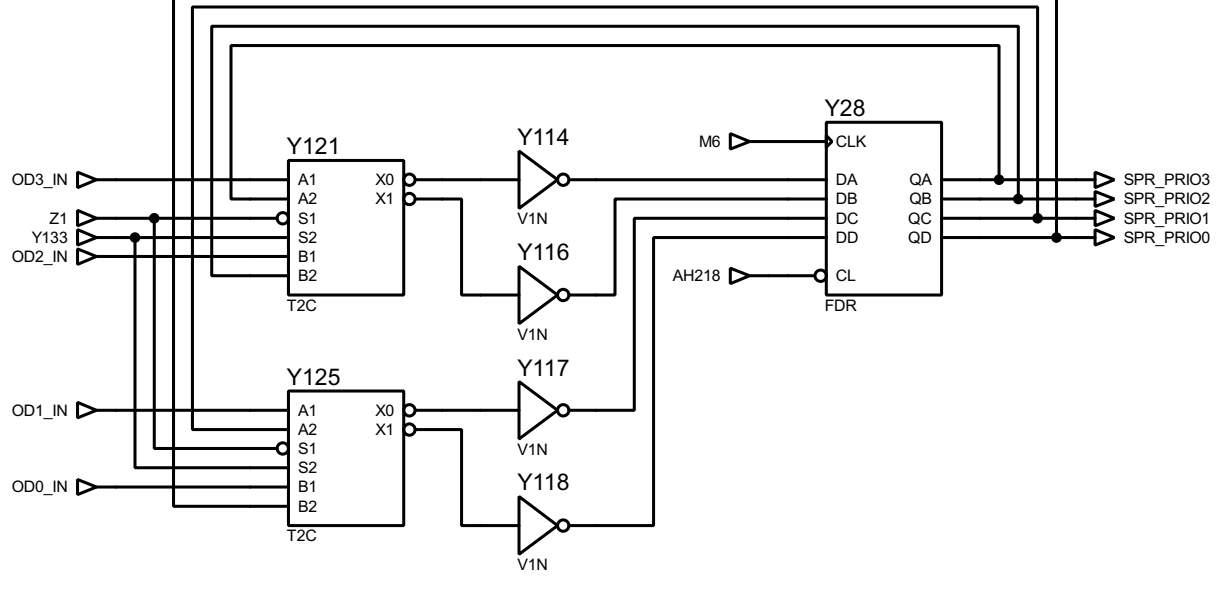 Y28
Y114
M6
CLK
Y121
OD3_IN
A1
X0
V1N
DA
QA
SPR_PRIO3
A2
X1
DB
QB
SPR_PRIO2
Z1
S1
DC
QC
SPR_PRIO1
Y133
S2
DD
QD
SPR_PRIO0
OD2_IN
B1
Y116
B2
AH218
CL
T2C
FDR
V1N
Y117
Y125
OD1_IN
A1
X0
A2
X1
S1
V1N
S2
OD0_IN
B1
Y118
B2
T2C
V1N